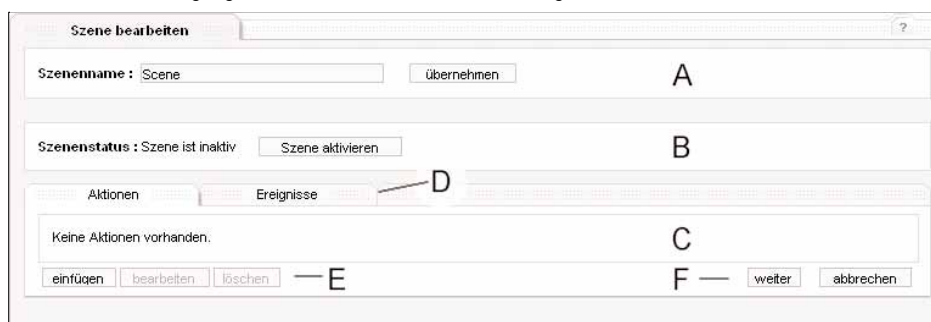 Szene bearbeiten ?
Szenenname : Scene übernehmen A
Szenenstatus : Szene ist inaktiv Szene aktivieren B
Aktionen Ereignisse D
Keine Aktionen vorhanden. C
einfügen bearbeiten löschen E F weiter abbrechen